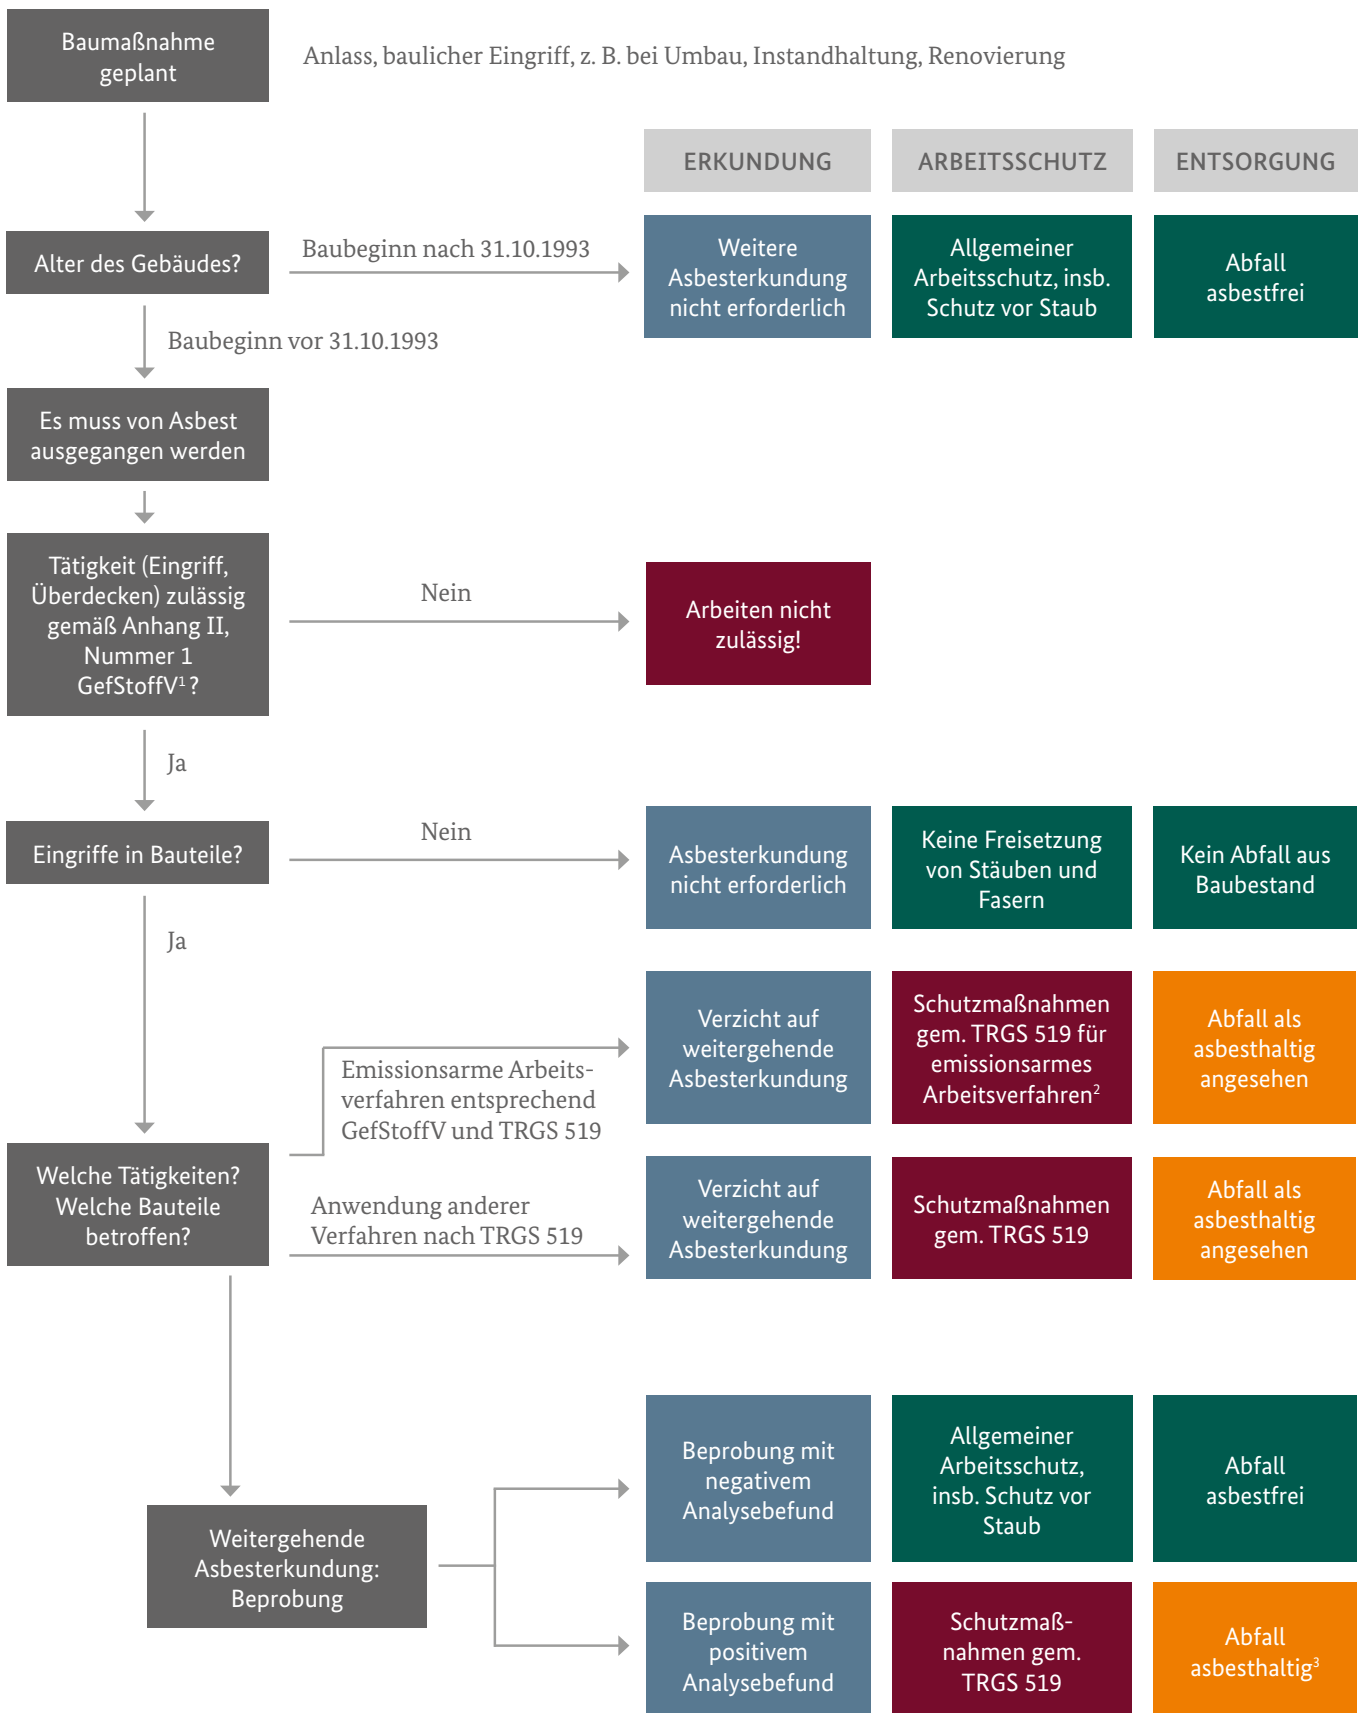 Baumaßnahme
geplant
Anlass, baulicher Eingriff, z. B. bei Umbau, Instandhaltung, Renovierung
ERKUNDUNG
ARBEITSSCHUTZ
ENTSORGUNG
Alter des Gebäudes?
Baubeginn nach 31.10.1993
Weitere
Asbesterkundung
nicht erforderlich
Allgemeiner
Arbeitsschutz, insb.
Schutz vor Staub
Abfall
asbestfrei
Baubeginn vor 31.10.1993
Es muss von Asbest
ausgegangen werden
Tätigkeit (Eingriff,
Überdecken) zulässig
gemäß Anhang II,
Nummer 1
GefStoffV¹ ?
Nein
Arbeiten nicht
zulässig!
Ja
Eingriffe in Bauteile?
Nein
Asbesterkundung
nicht erforderlich
Keine Freisetzung
von Stäuben und
Fasern
Kein Abfall aus
Baubestand
Ja
Welche Tätigkeiten?
Welche Bauteile
betroffen?
Emissionsarme Arbeits-
verfahren entsprechend
GefStoffV und TRGS 519
Verzicht auf
weitergehende
Asbesterkundung
Schutzmaßnahmen
gem. TRGS 519 für
emissionsarmes
Arbeitsverfahren²
Abfall als
asbesthaltig
angesehen
Anwendung anderer
Verfahren nach TRGS 519
Verzicht auf
weitergehende
Asbesterkundung
Schutzmaßnahmen
gem. TRGS 519
Abfall als
asbesthaltig
angesehen
Weitergehende
Asbesterkundung:
Beprobung
Beprobung mit
negativem
Analysebefund
Allgemeiner
Arbeitsschutz,
insb. Schutz vor
Staub
Abfall
asbestfrei
Beprobung mit
positivem
Analysebefund
Schutzmaß-
nahmen gem.
TRGS 519
Abfall
asbesthaltig³